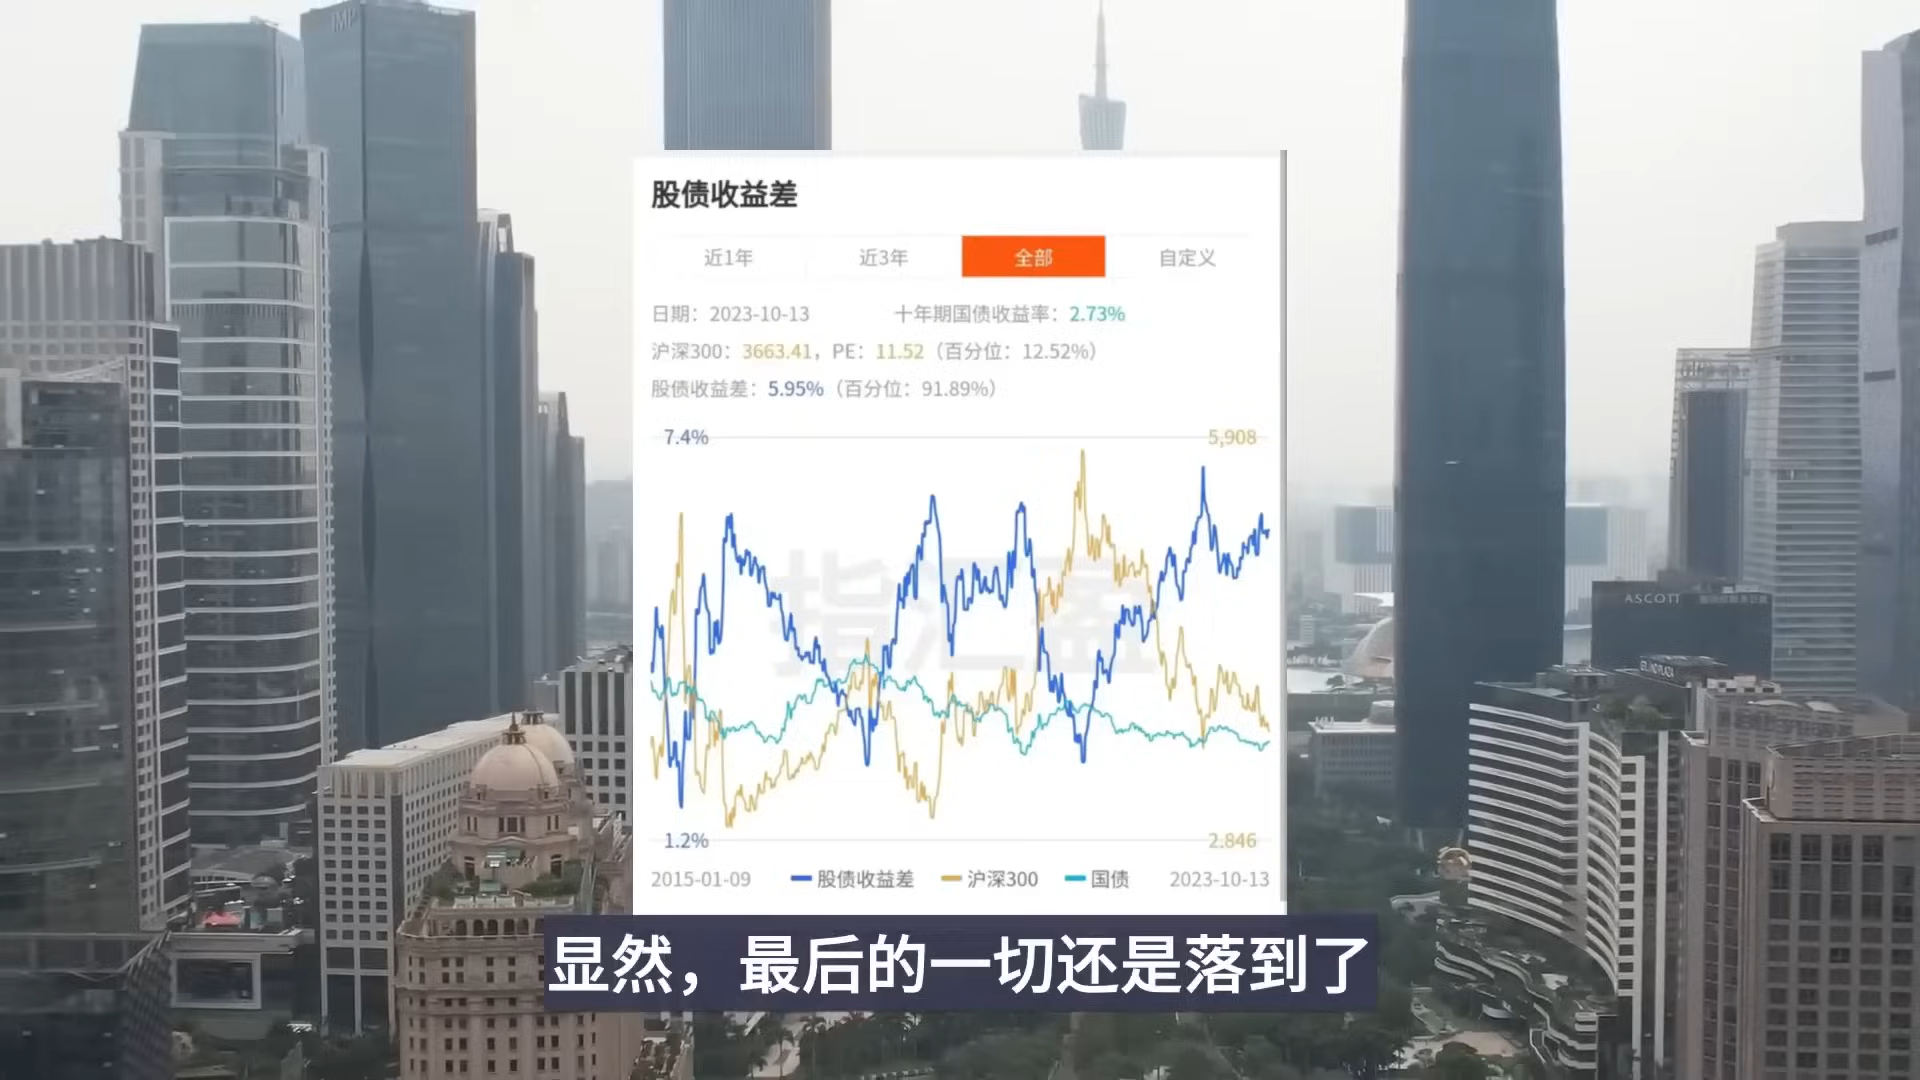 股债收益差
近1年 近3年 全部 自定义
日期：2023-10-13 十年期国债收益率：2.73%
沪深300：3663.41，PE：11.52（百分位：12.52%）
股债收益差：5.95%（百分位：91.89%）
7.4% 5,908
指汇盈
1.2% 2,846
2015-01-09 股债收益差 沪深300 国债 2023-10-13
ASCOTT
显然，最后的一切还是落到了